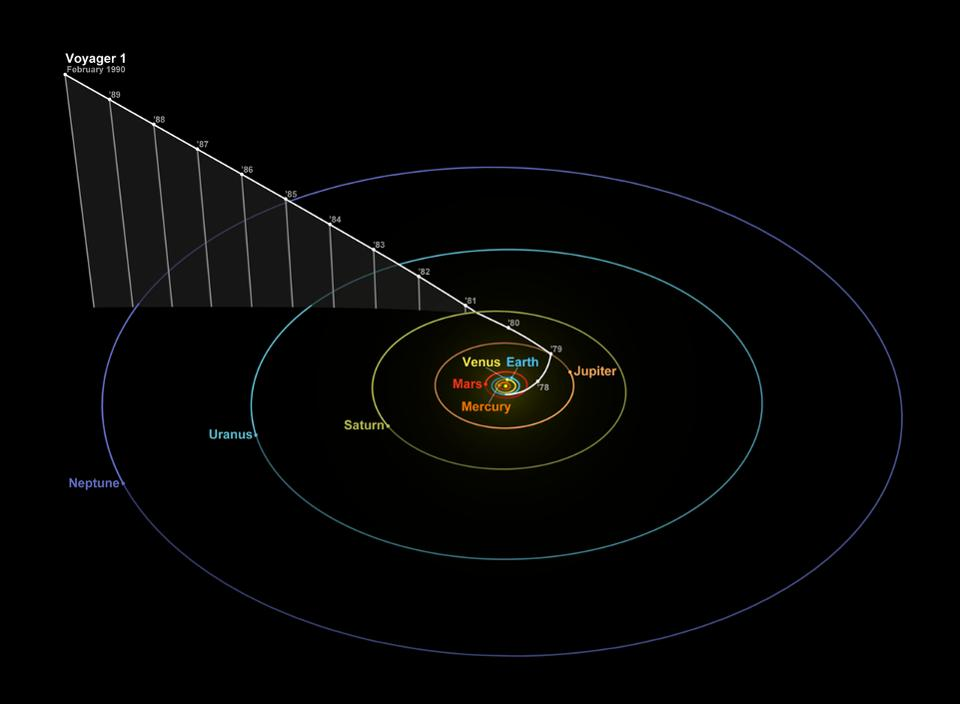 Voyager 1
February 1990
'89
'88
'87
'86
'85
'84
'83
'82
'81
'80
'79
Venus Earth
Jupiter
Mars
'78
Mercury
Saturn
Uranus
Neptune